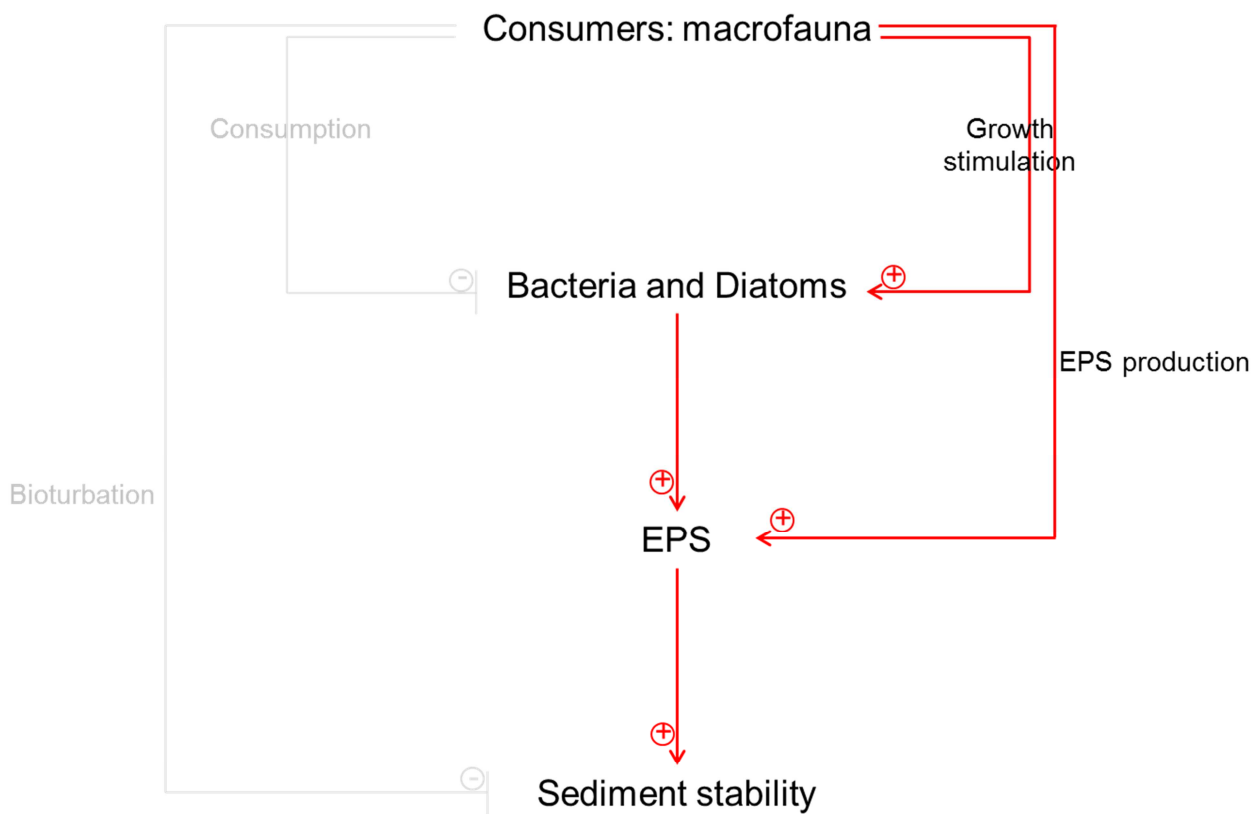 Consumers: macrofauna
Consumption
Growth
stimulation
Bacteria and Diatoms
EPS production
Bioturbation
EPS
Sediment stability